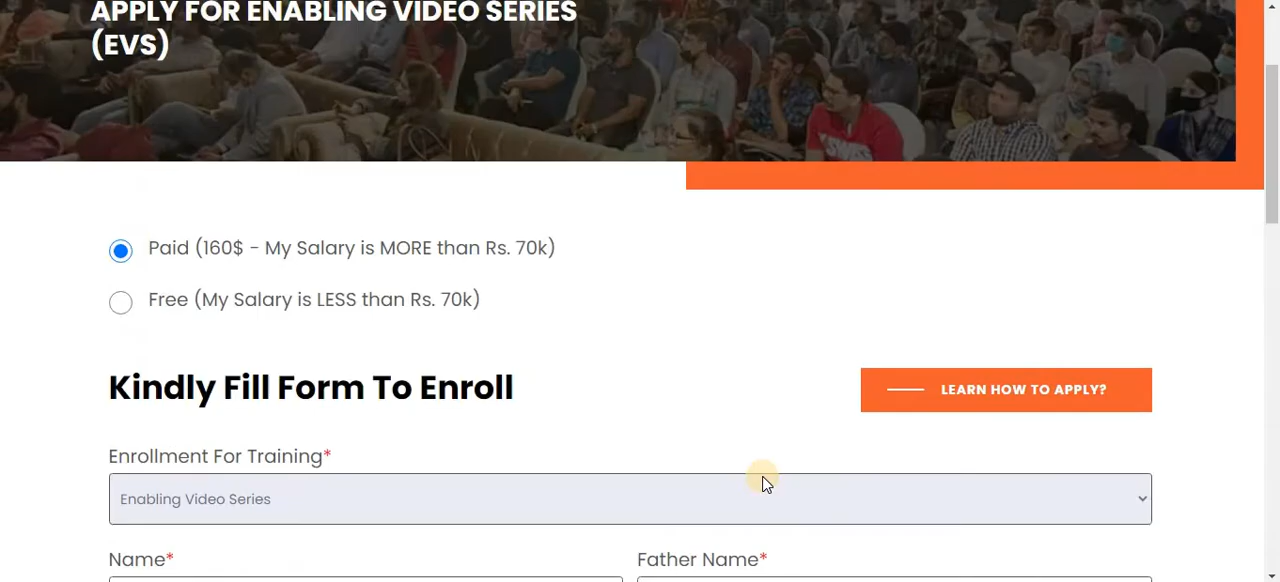 APPLY FOR ENABLING VIDEO SERIES
(EVS)
Paid (160$ - My Salary is MORE than Rs. 70k)
Free (My Salary is LESS than Rs. 70k)
Kindly Fill Form To Enroll
LEARN HOW TO APPLY?
Enrollment For Training*
Enabling Video Series
Name*
Father Name*